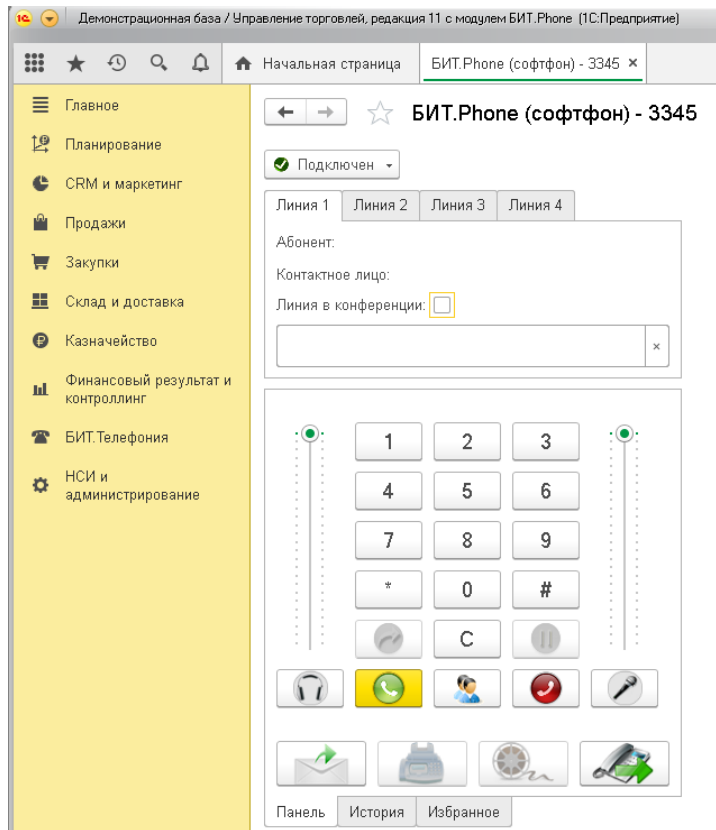 Демонстрационная база / Управление торговлей, редакция 11 с модулем БИТ.Phone (1С:Предприятие)
Начальная страница
БИТ.Phone (софтфон) - 3345 ×
Главное
Планирование
CRM и маркетинг
Продажи
Закупки
Склад и доставка
Казначейство
Финансовый результат и
контроллинг
БИТ.Телефония
НСИ и
администрирование
БИТ.Phone (софтфон) - 3345
Подключен
Линия 1 Линия 2 Линия 3 Линия 4
Абонент:
Контактное лицо:
Линия в конференции:
×
1 2 3
4 5 6
7 8 9
* 0 #
C
Панель История Избранное